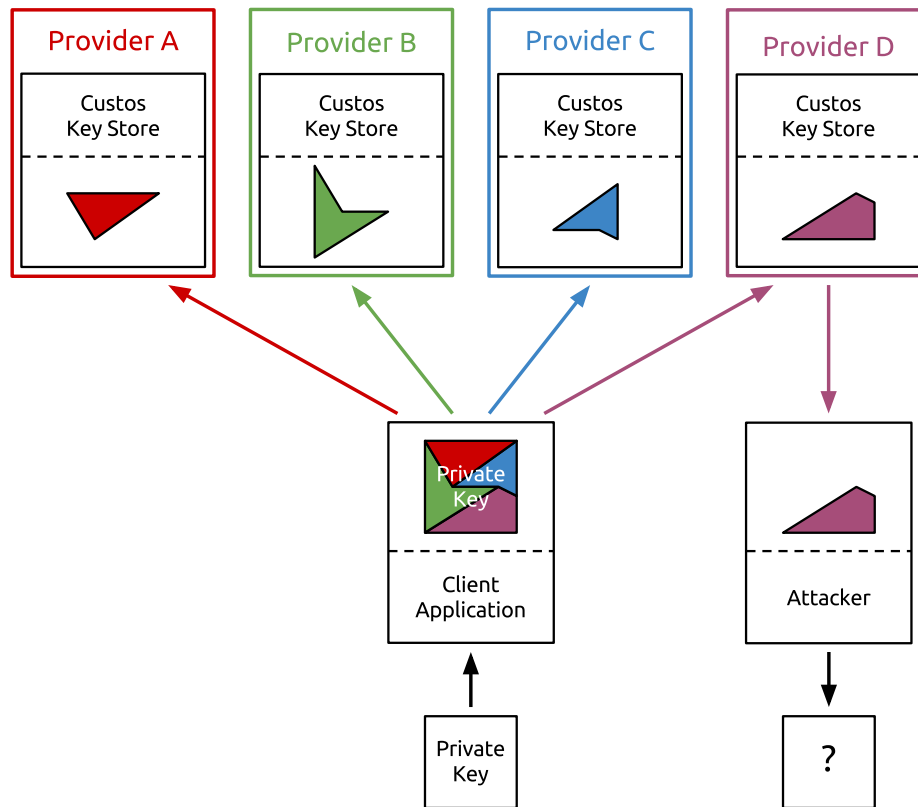 Provider A
Provider B
Provider C
Provider D
Custos
Key Store
Custos
Key Store
Custos
Key Store
Custos
Key Store
Private
Key
Client
Application
Attacker
Private
Key
?